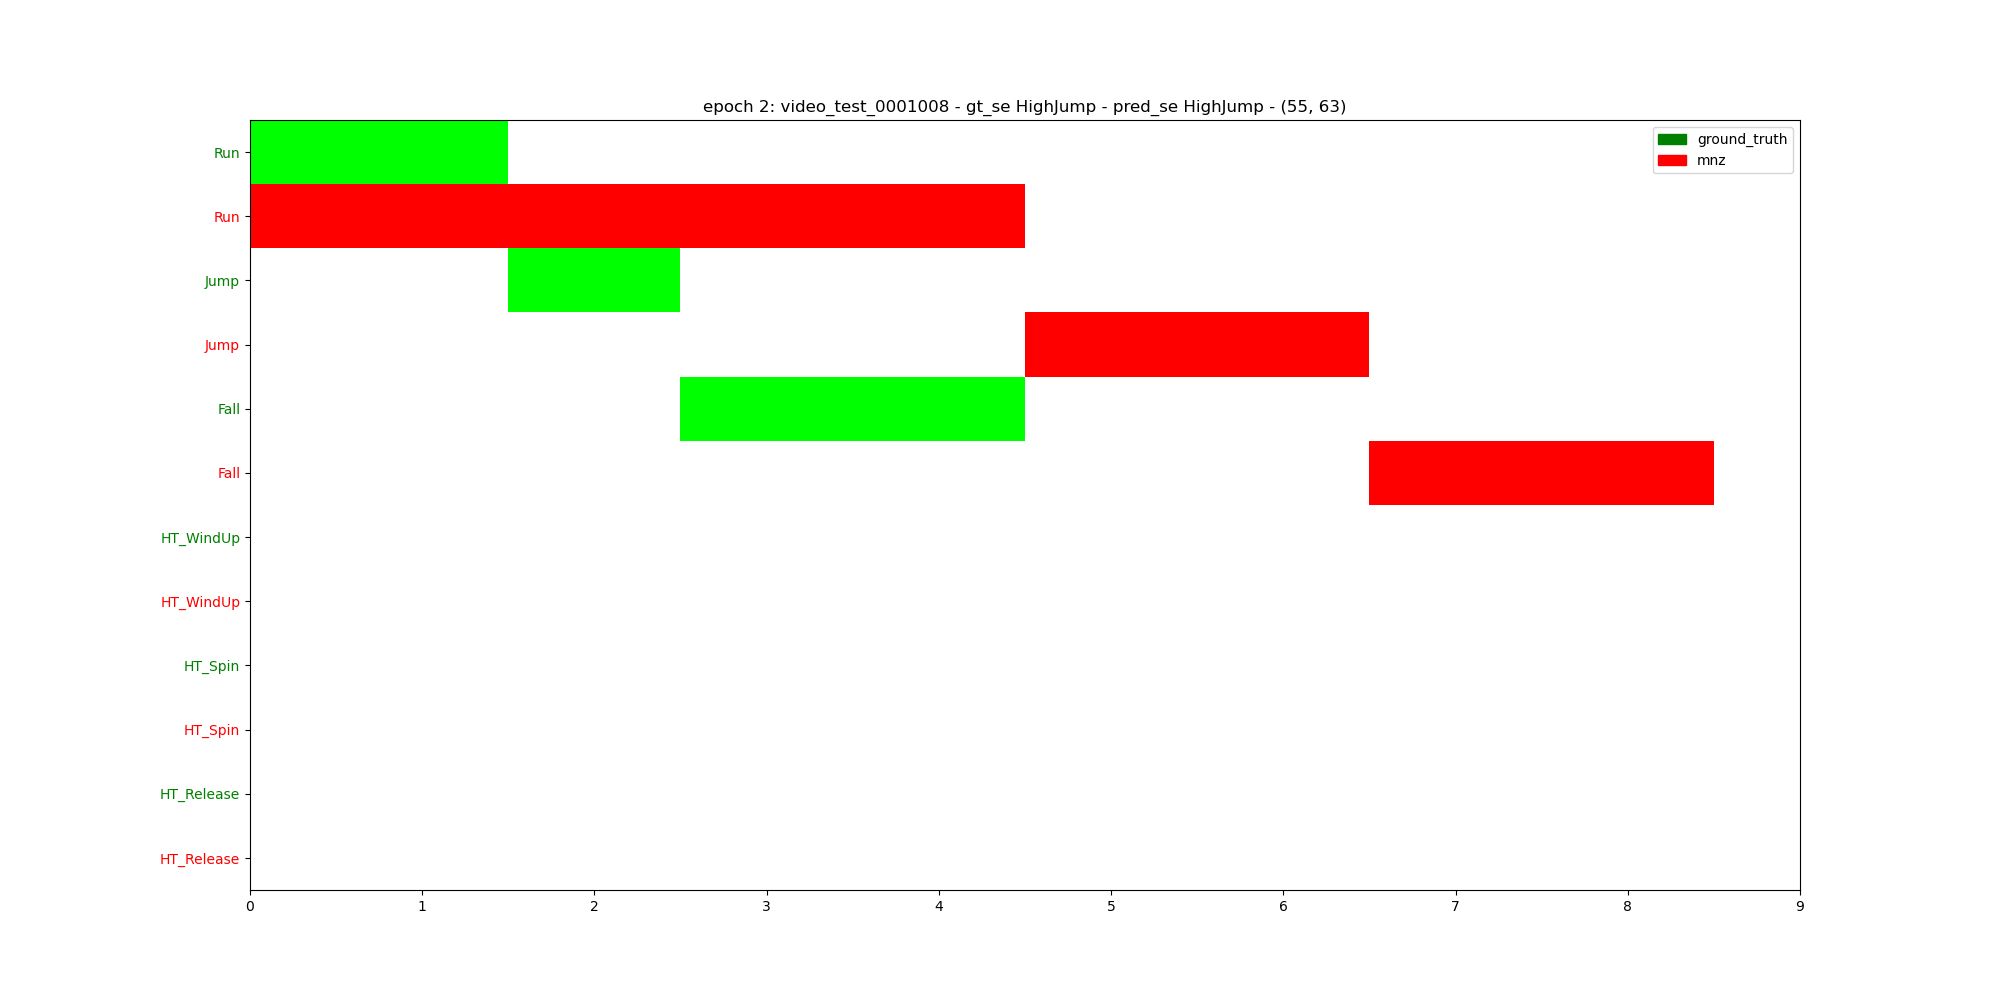 epoch 2: video_test_0001008 - gt_se HighJump - pred_se HighJump - (55, 63)
ground_truth
mnz
Run
Run
Jump
Jump
Fall
Fall
HT_WindUp
HT_WindUp
HT_Spin
HT_Spin
HT_Release
HT_Release
0 1 2 3 4 5 6 7 8 9